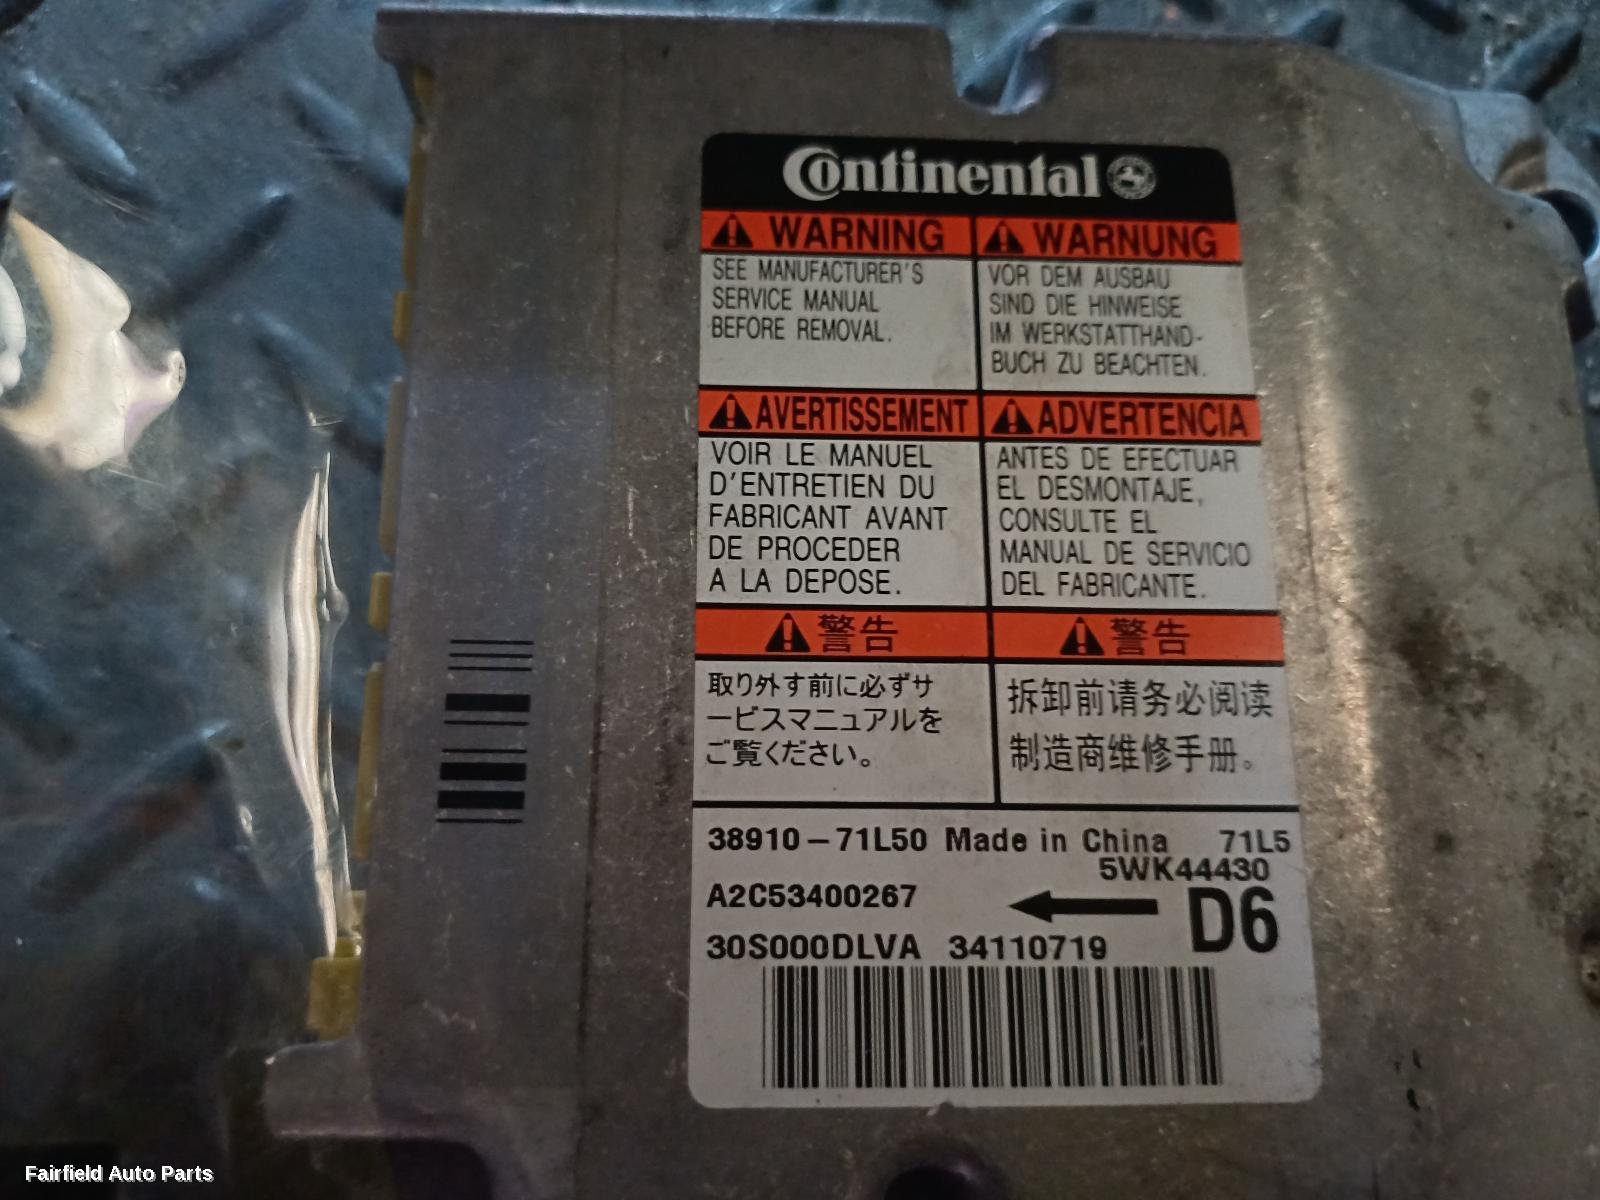 Continental
WARNING
SEE MANUFACTURER'S
SERVICE MANUAL
BEFORE REMOVAL.
WARNUNG
VOR DEM AUSBAU
SIND DIE HINWEISE
IM WERKSTATTHAND-
BUCH ZU BEACHTEN.
AVERTISSEMENT
VOIR LE MANUEL
D'ENTRETIEN DU
FABRICANT AVANT
DE PROCEDER
A LA DEPOSE.
ADVERTENCIA
ANTES DE EFECTUAR
EL DESMONTAJE,
CONSULTE EL
MANUAL DE SERVICIO
DEL FABRICANTE.
警告
取り外す前に必ずサ
ービスマニュアルを
ご覧ください。
警告
拆卸前请务必阅读
制造商维修手册。
38910-71L50 Made in China 71L5
5WK44430
A2C53400267
D6
30S000DLVA 34110719
Fairfield Auto Parts